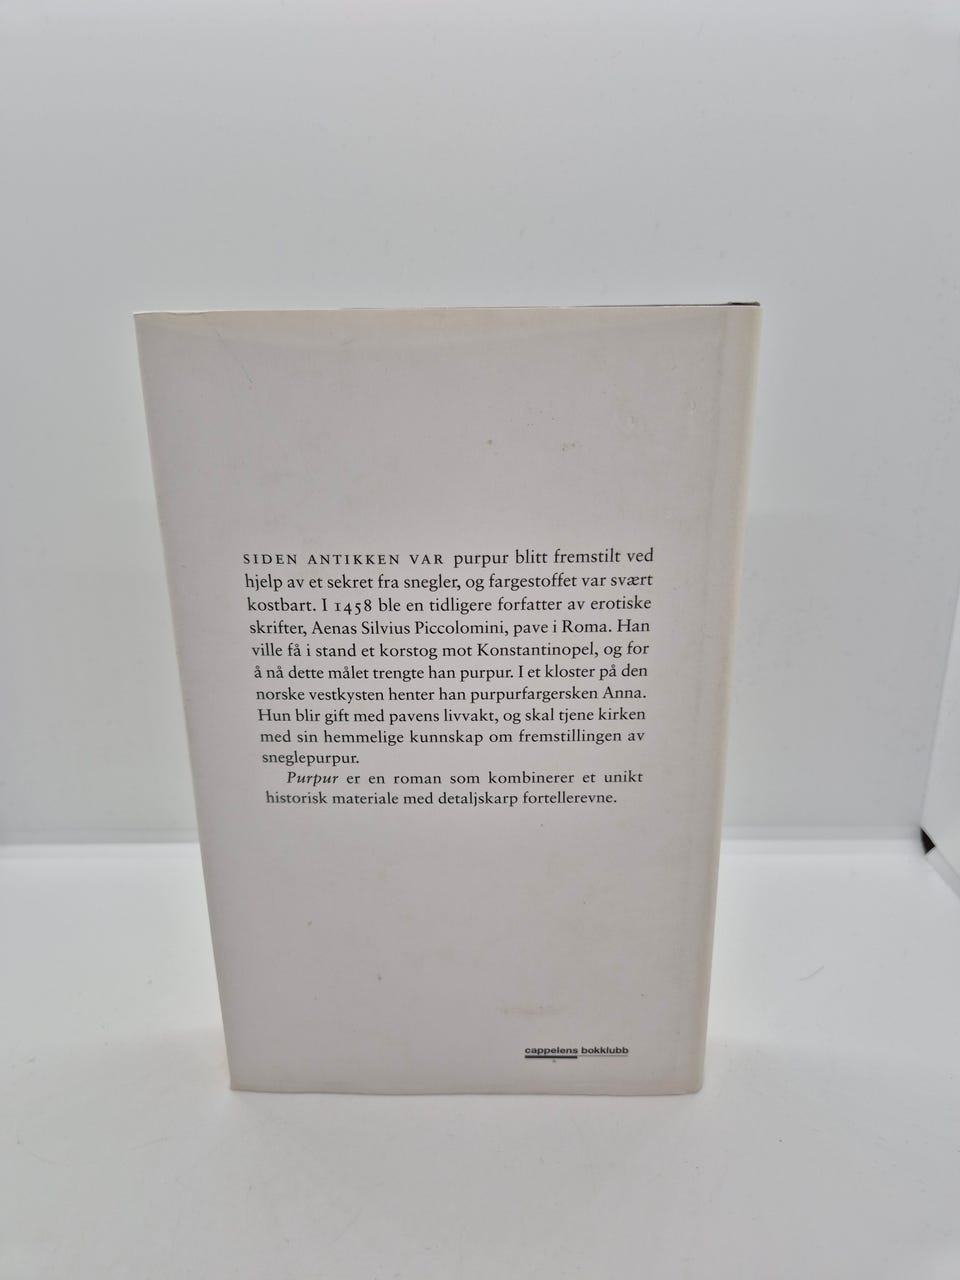 SIDEN ANTIKKEN VAR purpur blitt fremstilt ved
hjelp av et sekret fra snegler, og fargestoffet var svært
kostbart. I 1458 ble en tidligere forfatter av erotiske
skrifter, Aenas Silvius Piccolomini, pave i Roma. Han
ville få i stand et korstog mot Konstantinopel, og for
å nå dette målet trengte han purpur. I et kloster på den
norske vestkysten henter han purpurfargersken Anna.
Hun blir gift med pavens livvakt, og skal tjene kirken
med sin hemmelige kunnskap om fremstillingen av
sneglepurpur.
Purpur er en roman som kombinerer et unikt
historisk materiale med detaljskarp fortellerevne.
cappelens bokklubb